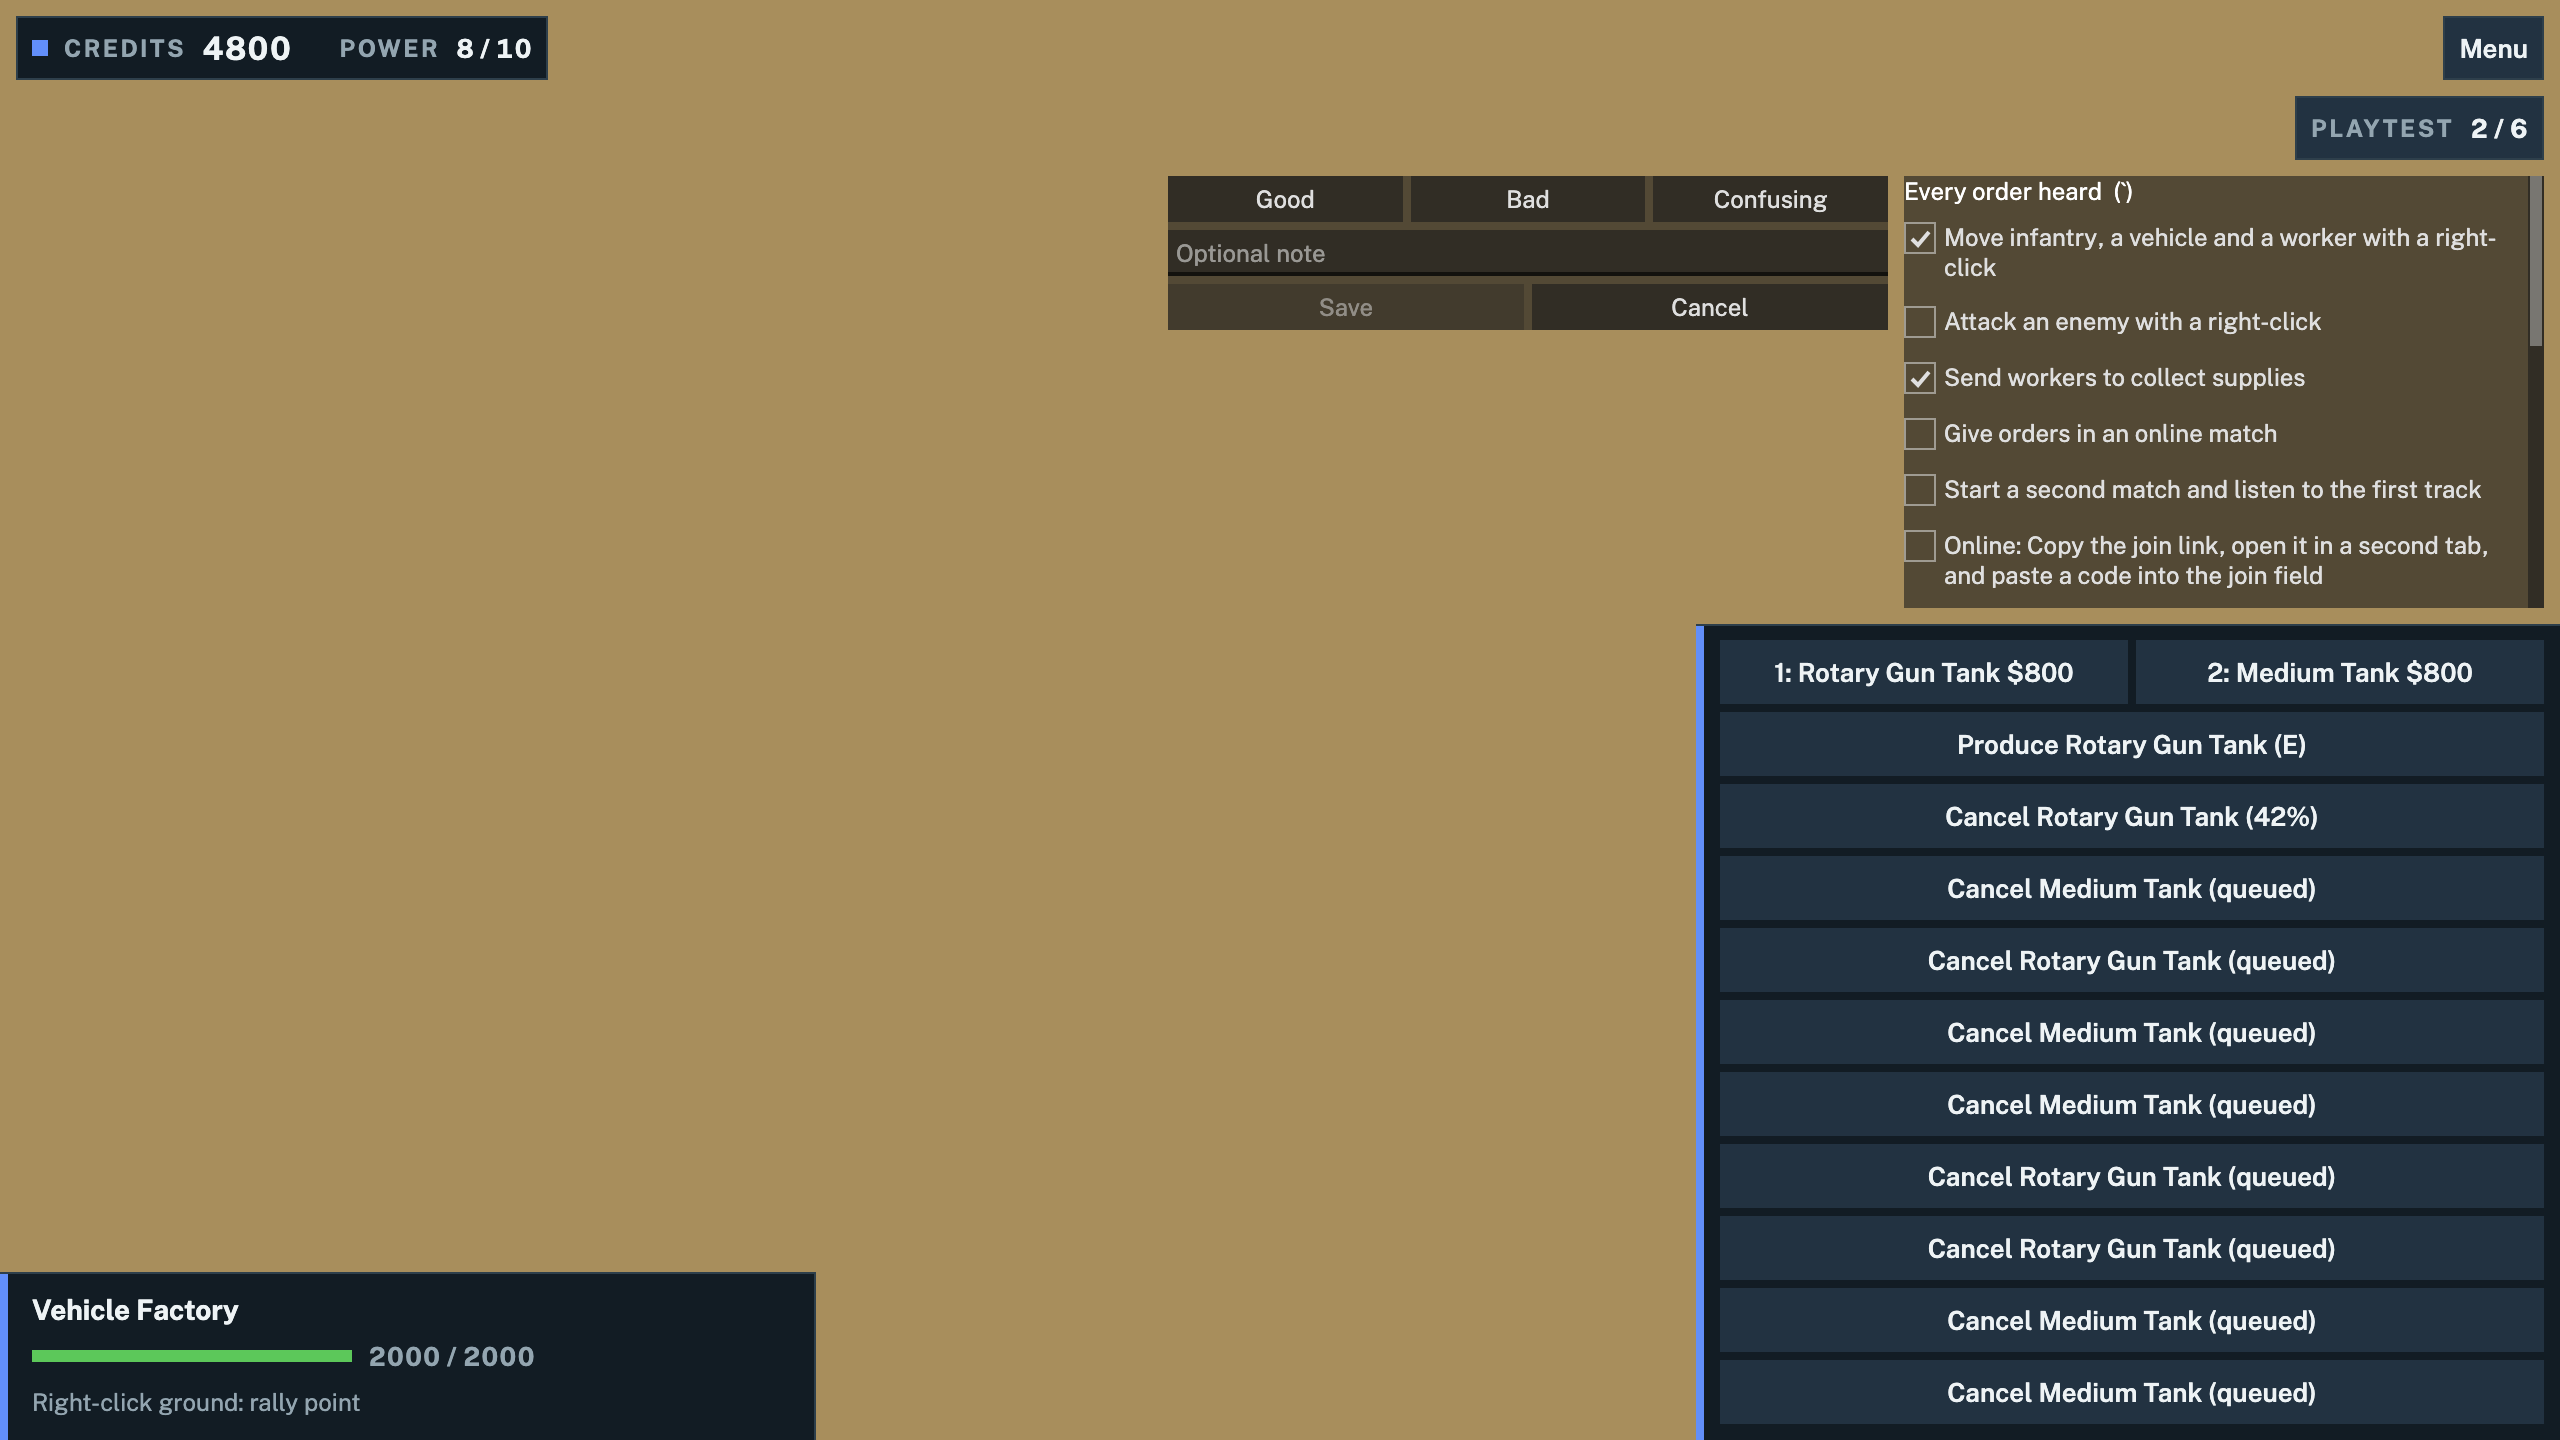 CREDITS 4800 POWER 8/10
Menu
PLAYTEST 2/6
Good Bad Confusing
Optional note
Save Cancel
Every order heard (`)
Move infantry, a vehicle and a worker with a right-
click
Attack an enemy with a right-click
Send workers to collect supplies
Give orders in an online match
Start a second match and listen to the first track
Online: Copy the join link, open it in a second tab,
and paste a code into the join field
1: Rotary Gun Tank $800 2: Medium Tank $800
Produce Rotary Gun Tank (E)
Cancel Rotary Gun Tank (42%)
Cancel Medium Tank (queued)
Cancel Rotary Gun Tank (queued)
Cancel Medium Tank (queued)
Cancel Medium Tank (queued)
Cancel Rotary Gun Tank (queued)
Cancel Rotary Gun Tank (queued)
Cancel Medium Tank (queued)
Cancel Medium Tank (queued)
Vehicle Factory
2000 / 2000
Right-click ground: rally point